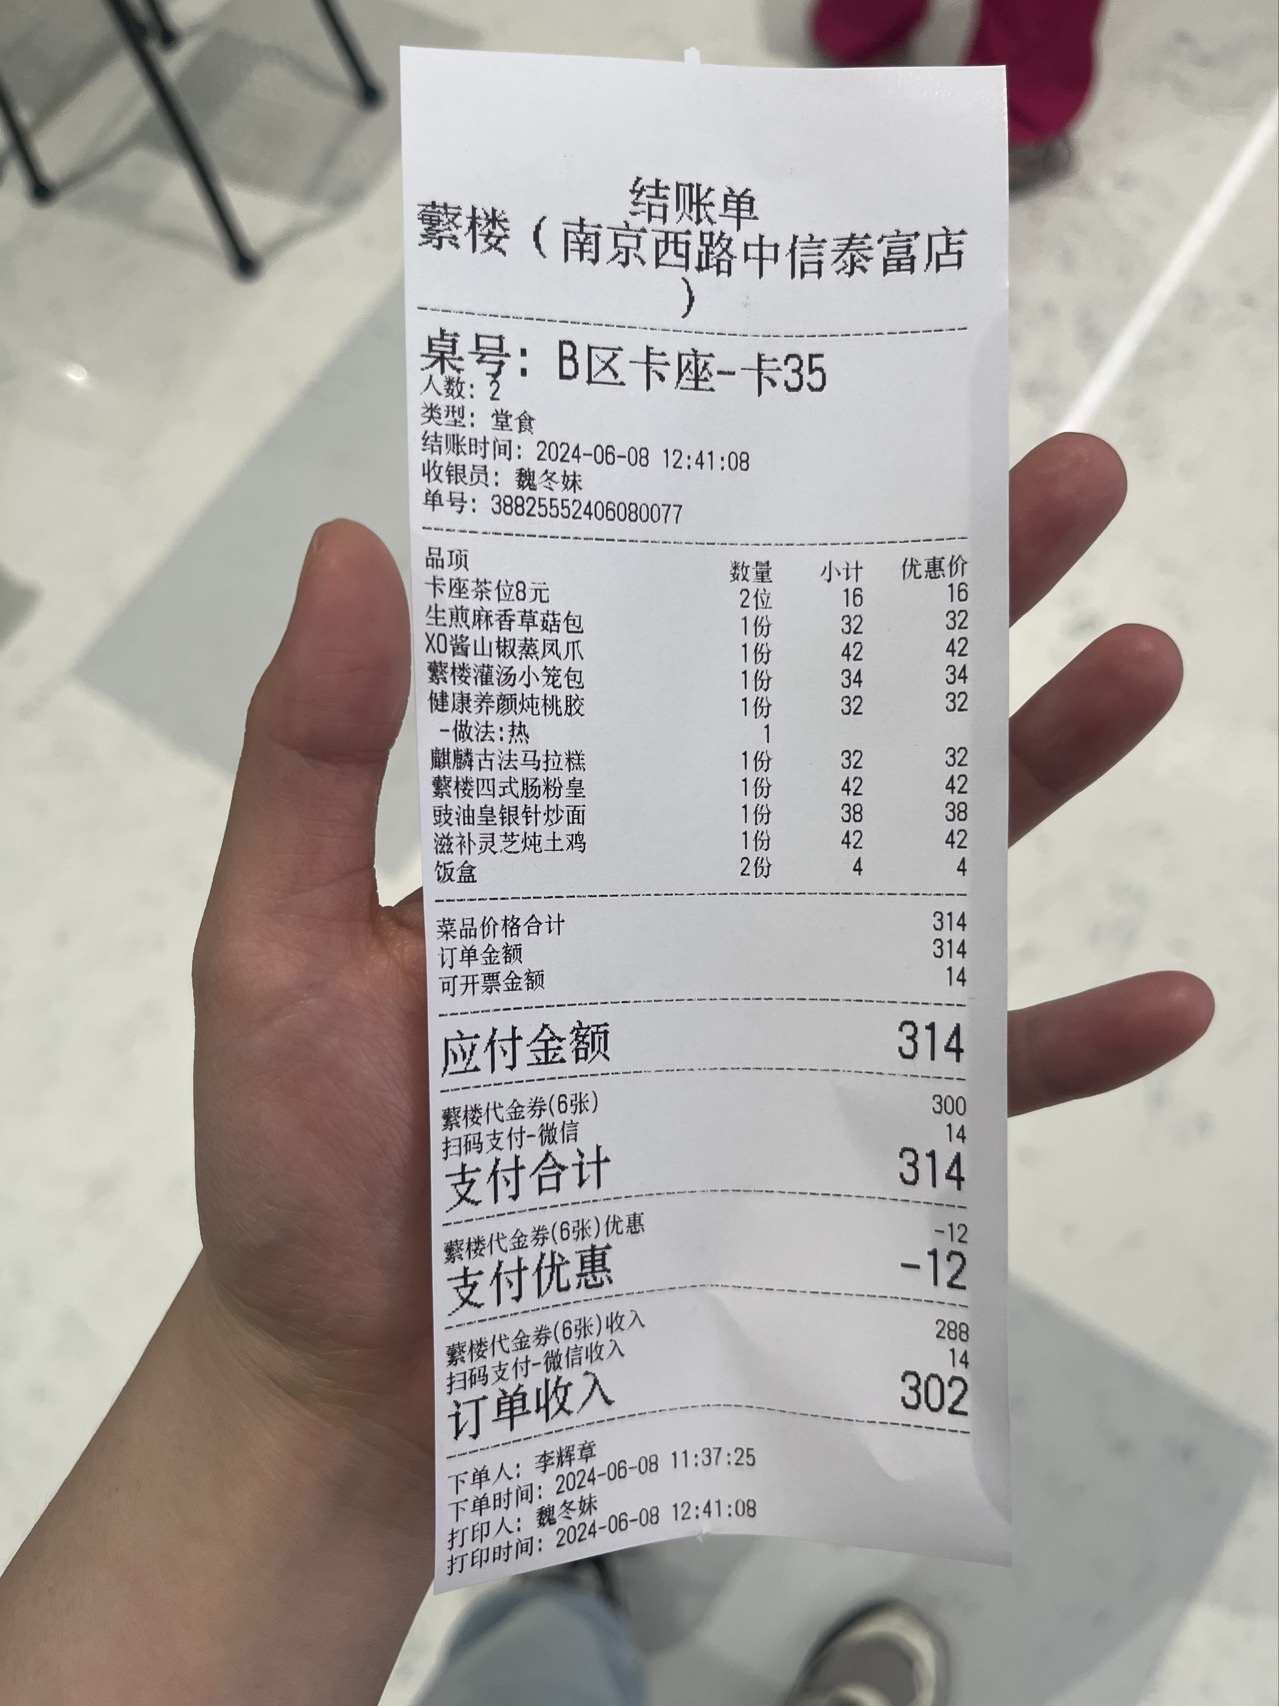 结账单
蘩楼（南京西路中信泰富店
）
桌号：B区卡座-卡35
人数：2
类型：堂食
结账时间：2024-06-08 12:41:08
收银员：魏冬妹
单号：38825552406080077
品项 数量 小计 优惠价
卡座茶位8元 2位 16 16
生煎麻香草菇包 1份 32 32
XO酱山椒蒸凤爪 1份 42 42
蘩楼灌汤小笼包 1份 34 34
健康养颜炖桃胶 1份 32 32
-做法:热 1
麒麟古法马拉糕 1份 32 32
蘩楼四式肠粉皇 1份 42 42
豉油皇银针炒面 1份 38 38
滋补灵芝炖土鸡 1份 42 42
饭盒 2份 4 4
菜品价格合计 314
订单金额 314
可开票金额 14
应付金额 314
蘩楼代金券(6张) 300
扫码支付-微信 14
支付合计 314
蘩楼代金券(6张)优惠 -12
支付优惠 -12
蘩楼代金券(6张)收入 288
扫码支付-微信收入 14
订单收入 302
下单人：李辉章
下单时间：2024-06-08 11:37:25
打印人：魏冬妹
打印时间：2024-06-08 12:41:08